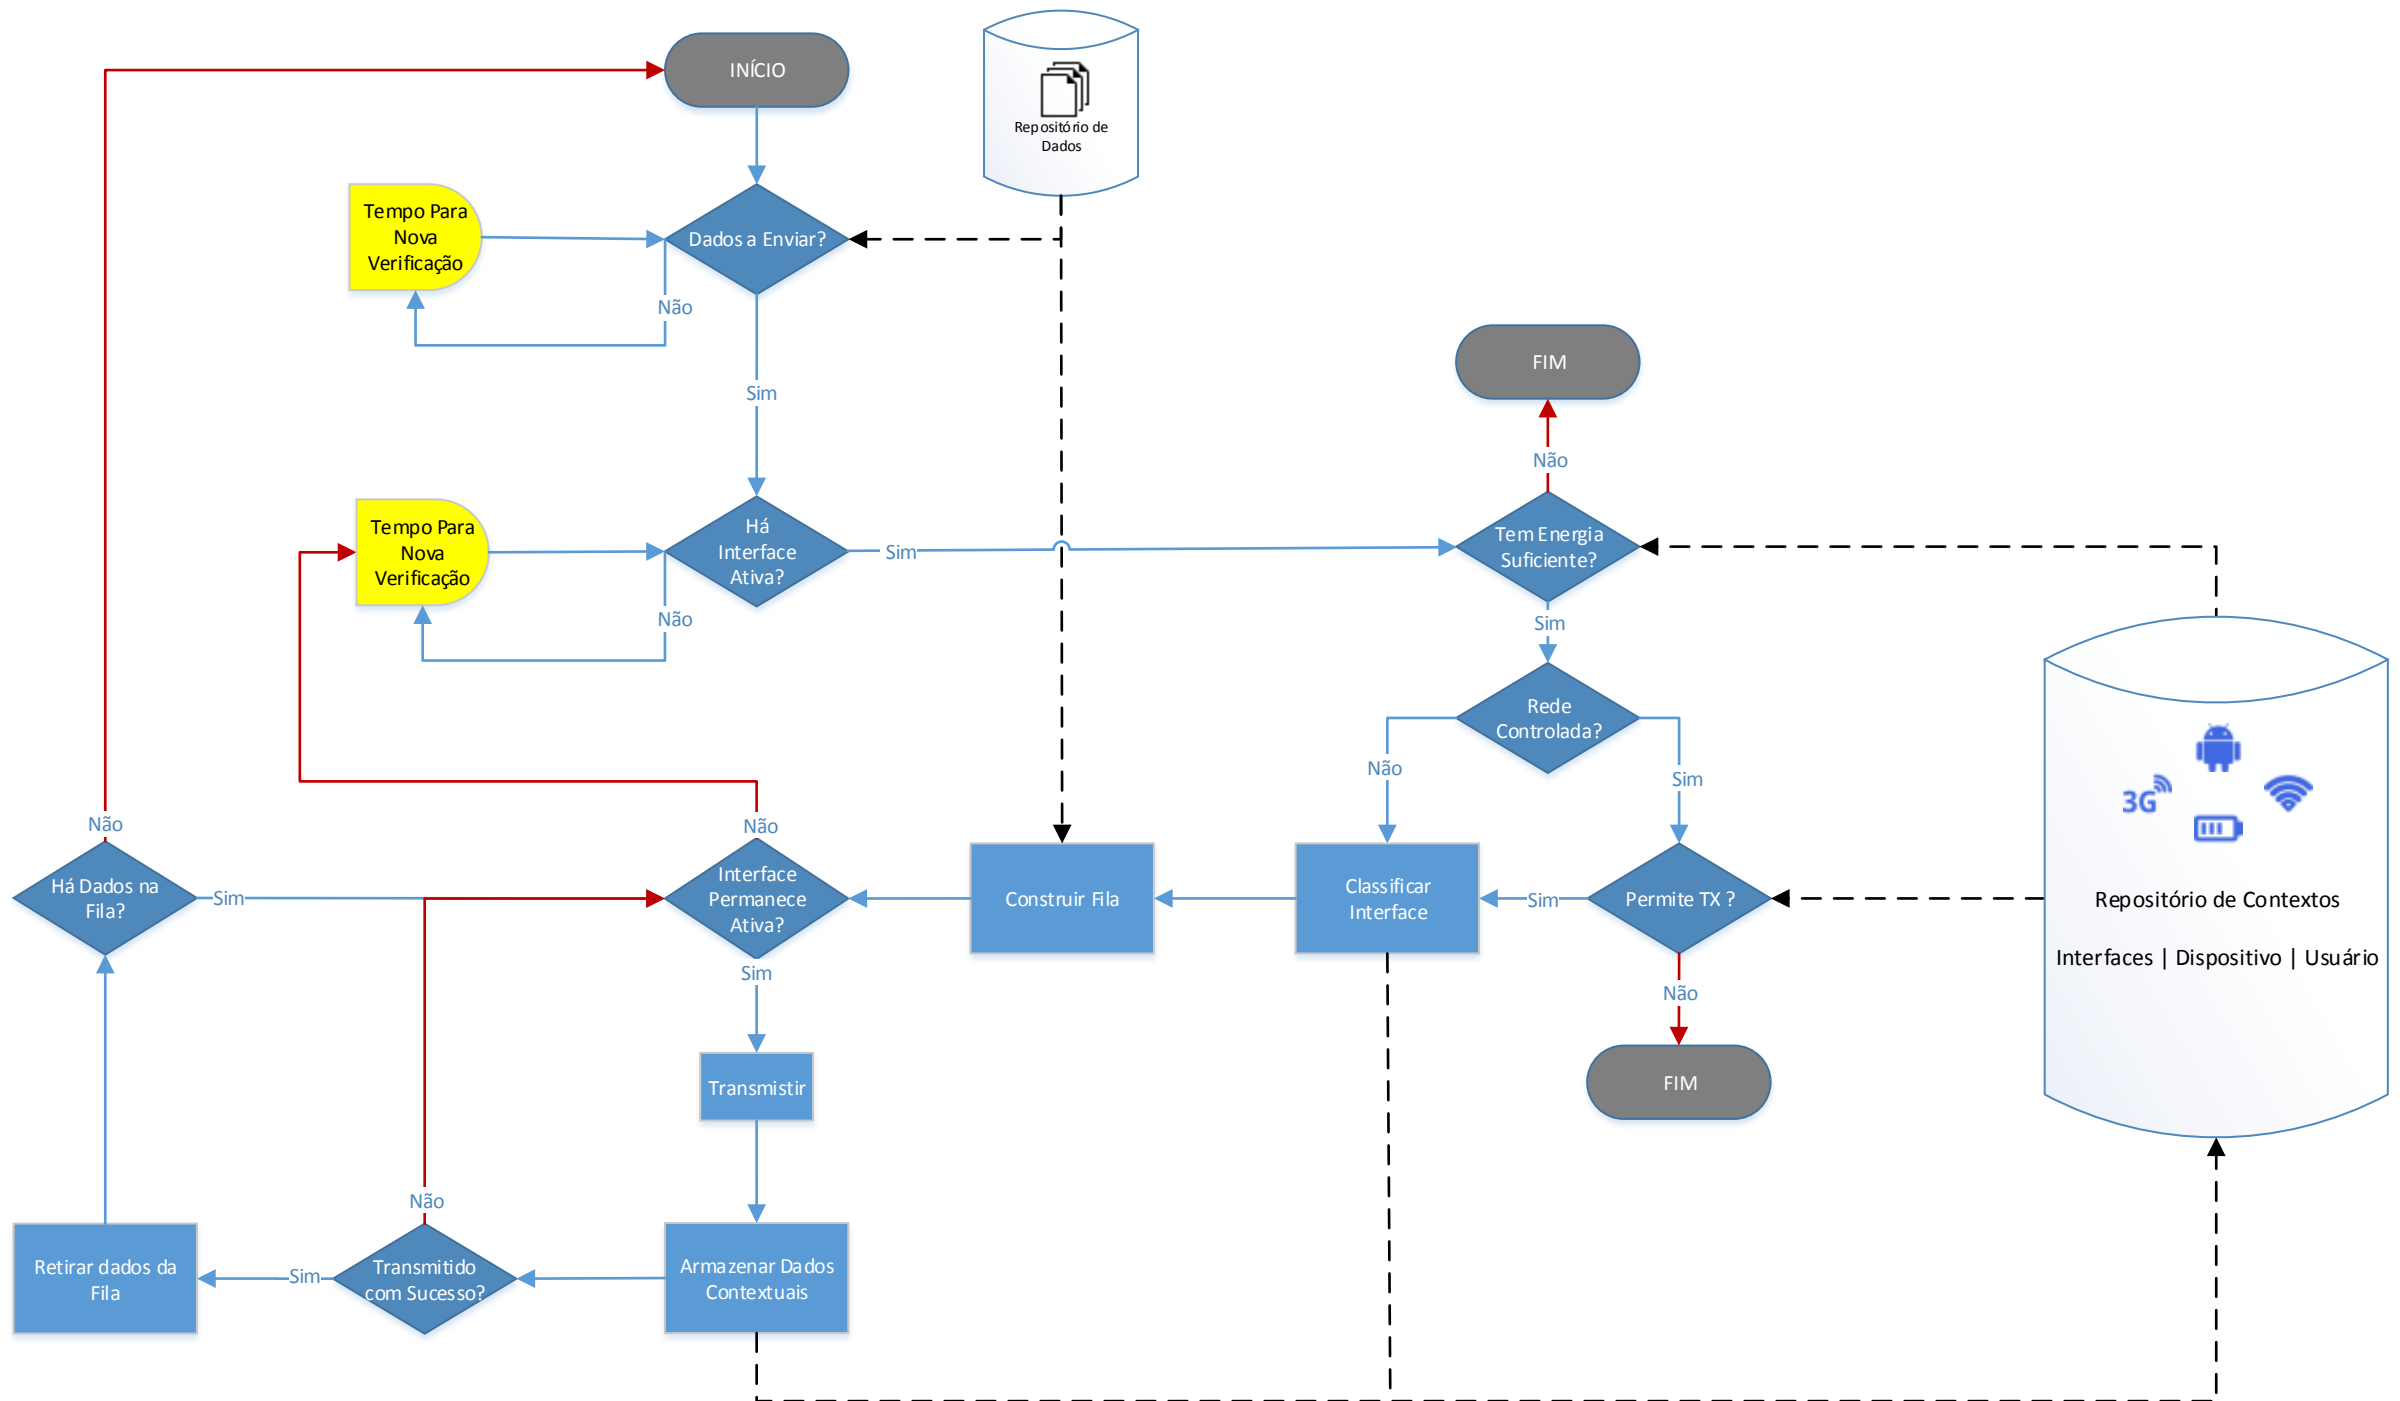 INÍCIO
Repositório de
Dados
Tempo Para
Nova
Verificação
Dados a Enviar?
Não
Sim
FIM
Não
Tempo Para
Nova
Verificação
Há
Interface
Ativa?
Sim
Não
Tem Energia
Suficiente?
Sim
Rede
Controlada?
Não
Sim
3G
Não
Não
Há Dados na
Fila?
Sim
Interface
Permanece
Ativa?
Construir Fila
Classificar
Interface
Sim
Permite TX ?
Repositório de Contextos
Interfaces | Dispositivo | Usuário
Sim
Não
Transmistir
FIM
Não
Retirar dados da
Fila
Sim
Transmitido
com Sucesso?
Armazenar Dados
Contextuais